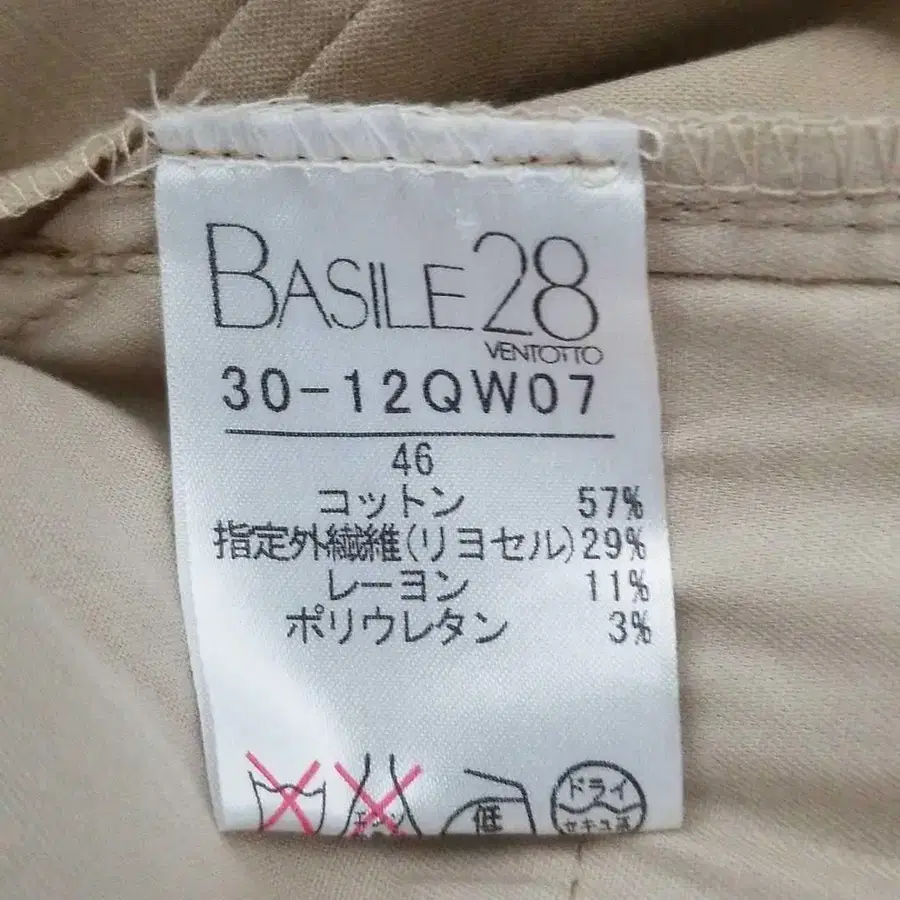 BASILE28
VENTOTTO
30-12QW07
46
コットン 57%
指定外繊維(リヨセル)29%
レーヨン 11%
ポリウレタン 3%
低
ドライ